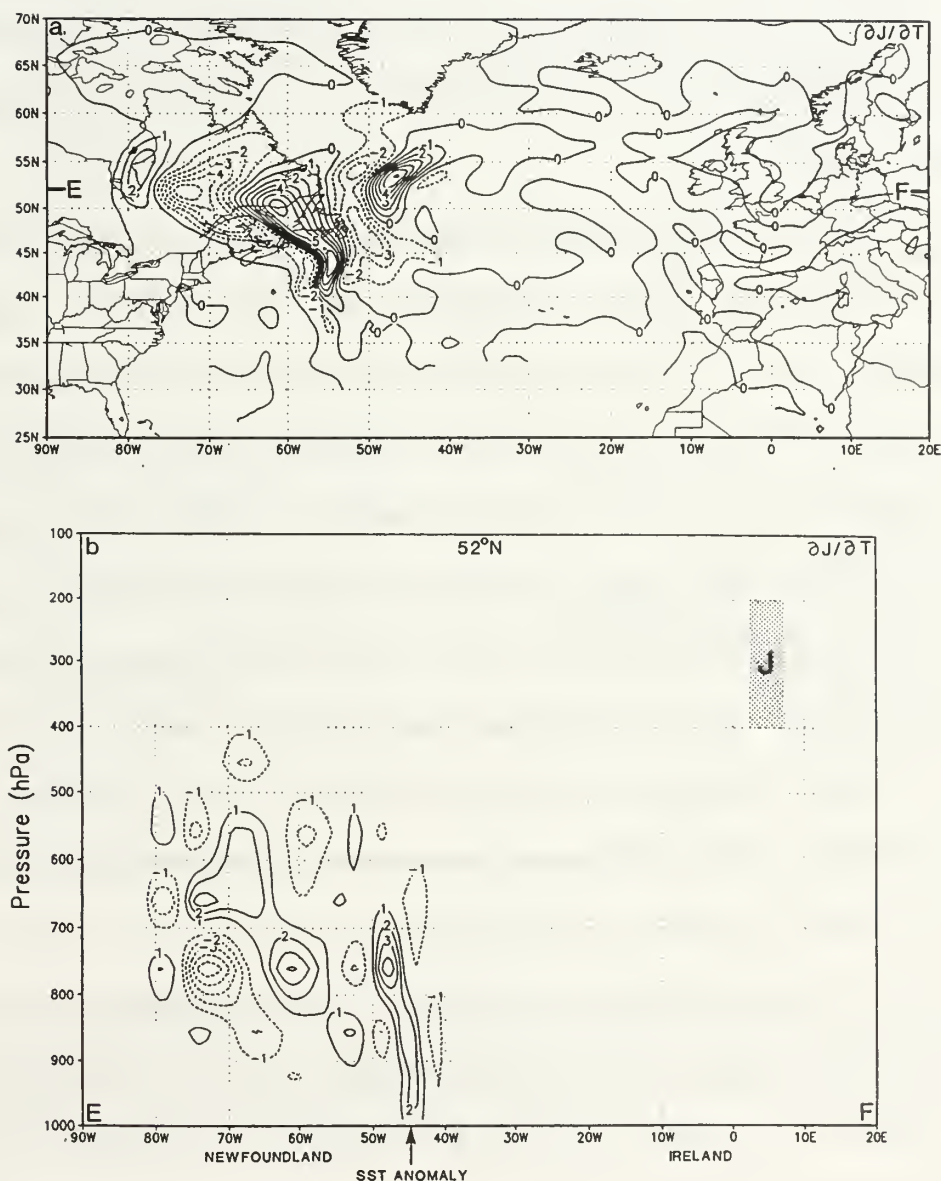 a.
∂J/∂T
70N
65N
60N
55N
50N
45N
40N
35N
30N
25N
E
F
90W 80W 70W 60W 50W 40W 30W 20W 10W 0 10E 20E
b
52°N
∂J/∂T
Pressure (hPa)
100
200
300
400
500
600
700
800
900
1000
J
E
F
90W 80W 70W 60W 50W 40W 30W 20W 10W 0 10E 20E
NEWFOUNDLAND
IRELAND
SST ANOMALY